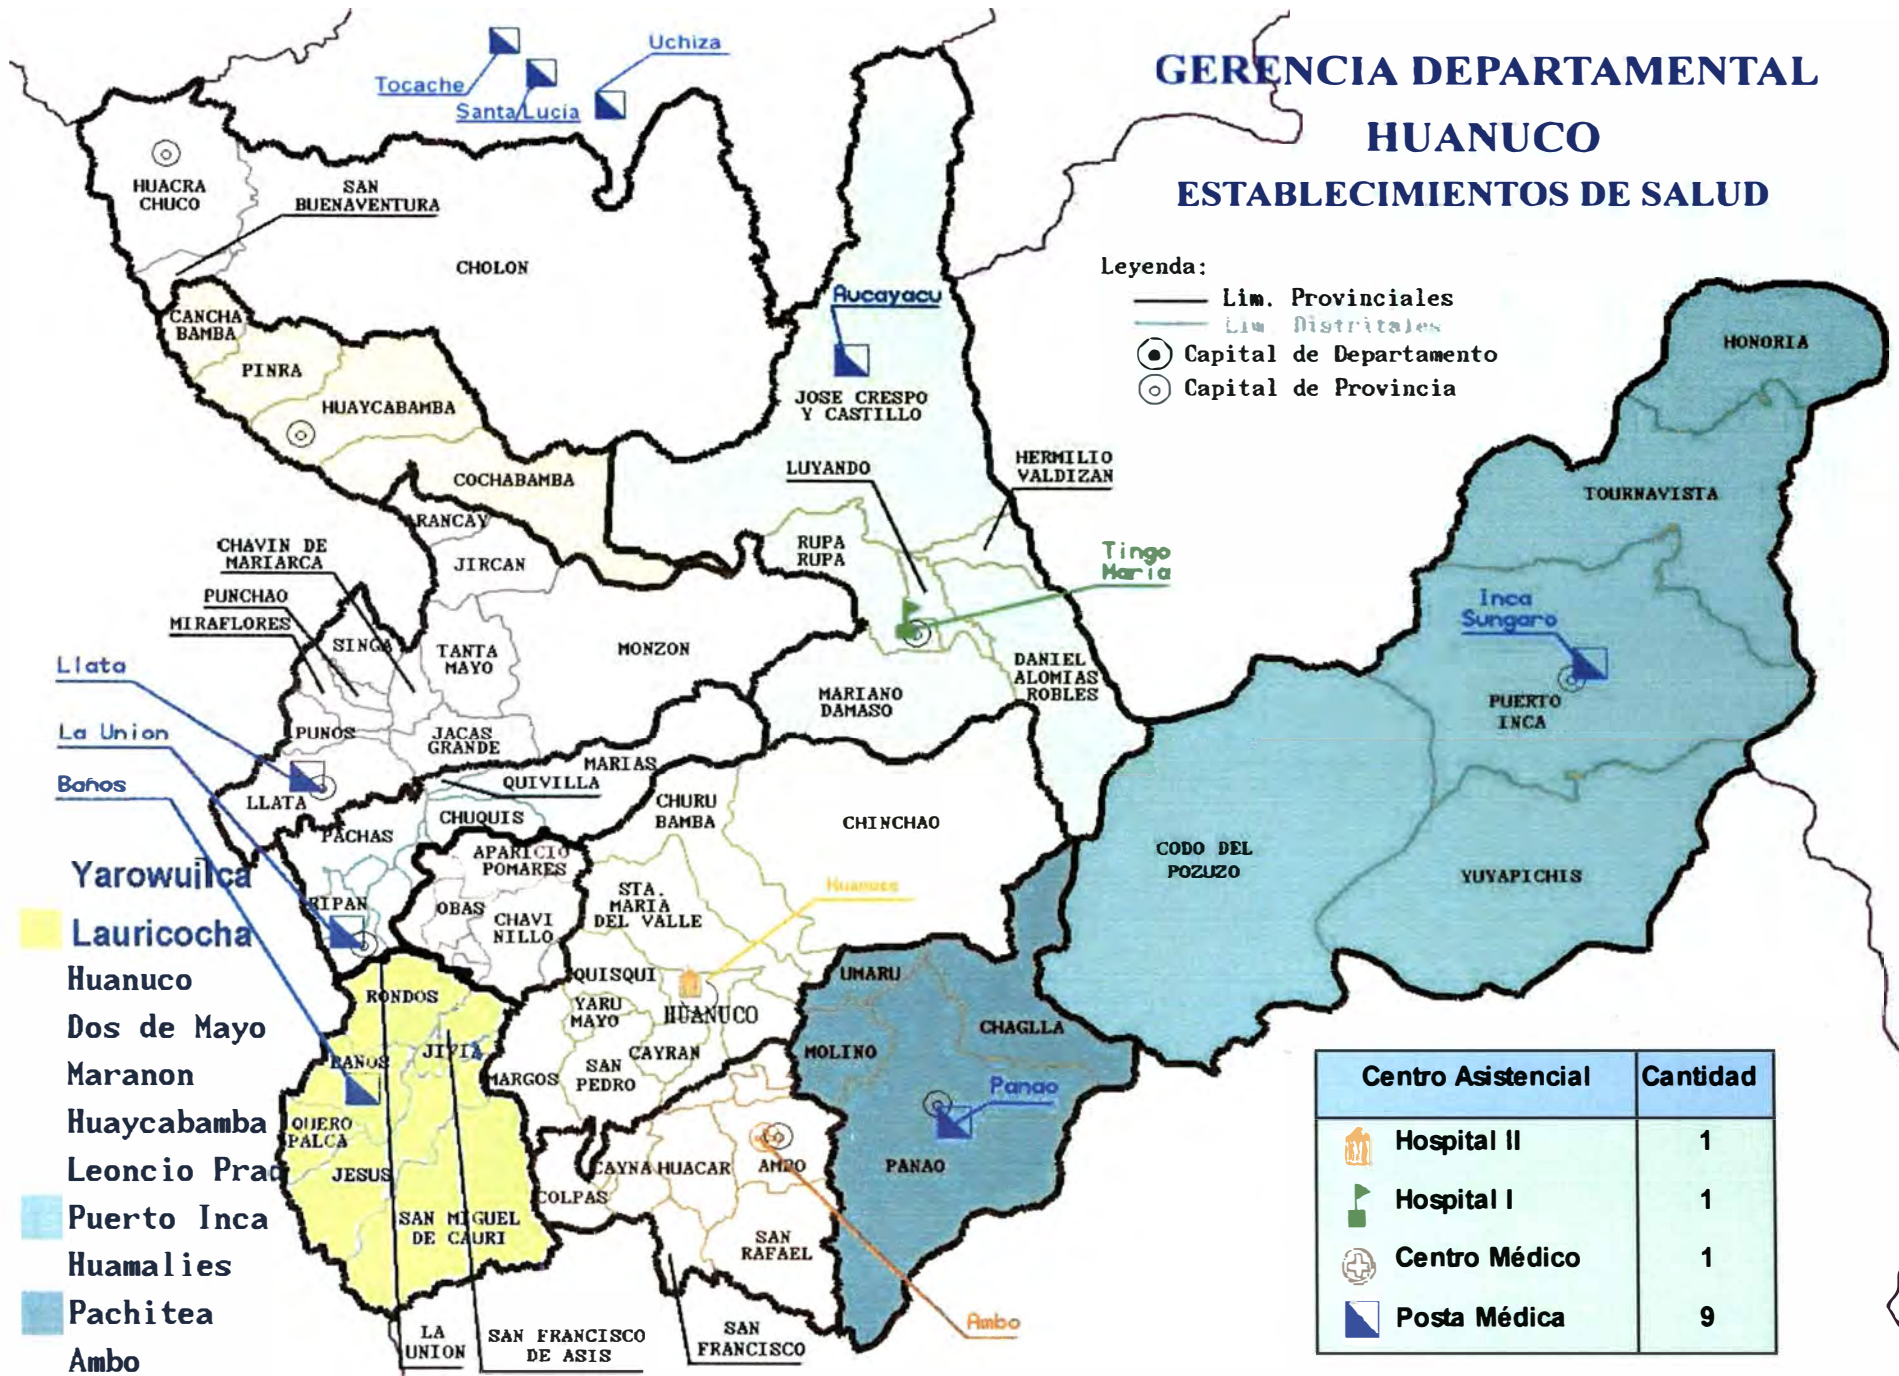 GERENCIA DEPARTAMENTAL
HUANUCO
ESTABLECIMIENTOS DE SALUD
Leyenda:
Lim. Provinciales
Lim. Distritales
Capital de Departamento
Capital de Provincia
Tocache
Santa Lucía
Uchiza
HUACRA
CHUCO
SAN
BUENAVENTURA
CHOLON
CANCHA
BAMBA
PINRA
HUAYCABAMBA
COCHABAMBA
Aucayacu
JOSE CRESPO
Y CASTILLO
LUYANDO
HERMILIO
VALDIZAN
HONORIA
TOURNAVISTA
ARANCAY
CHAVIN DE
MARIARCA
JIRCAN
RUPA
RUPA
Tingo
Maria
PUNCHAO
MIRAFLORES
SINGA
TANTA
MAYO
MONZON
Inca
Sungaro
PUERTO
INCA
DANIEL
ALOMIAS
ROBLES
MARIANO
DAMASO
Llata
La Union
Baños
PUNOS
JACAS
GRANDE
MARIAS
QUIVILLA
LLATA
PACHAS
CHUQUIS
CHURU
BAMBA
CHINCHAO
CODO DEL
POZUZO
YUYAPICHIS
APARICIO
POMARES
RIPAN
OBAS
CHAVI
NILLO
STA.
MARIA
DEL VALLE
Huanuco
QUISQUI
YARU
MAYO
HUANUCO
UMARU
CHAGLLA
MOLINO
RONDOS
BAÑOS
JIVIA
MARGOS
SAN
PEDRO
CAYRAN
Panao
PANAO
QUERO
PALCA
JESUS
SAN MIGUEL
DE CAURI
COLPAS
CAYNA
HUACAR
AMBO
SAN
RAFAEL
Ambo
LA
UNION
SAN FRANCISCO
DE ASIS
SAN
FRANCISCO
Yarowuilca
Lauricocha
Huanuco
Dos de Mayo
Maranon
Huaycabamba
Leoncio Prad
Puerto Inca
Huamalies
Pachitea
Ambo
Centro Asistencial Cantidad
Hospital II 1
Hospital I 1
Centro Médico 1
Posta Médica 9